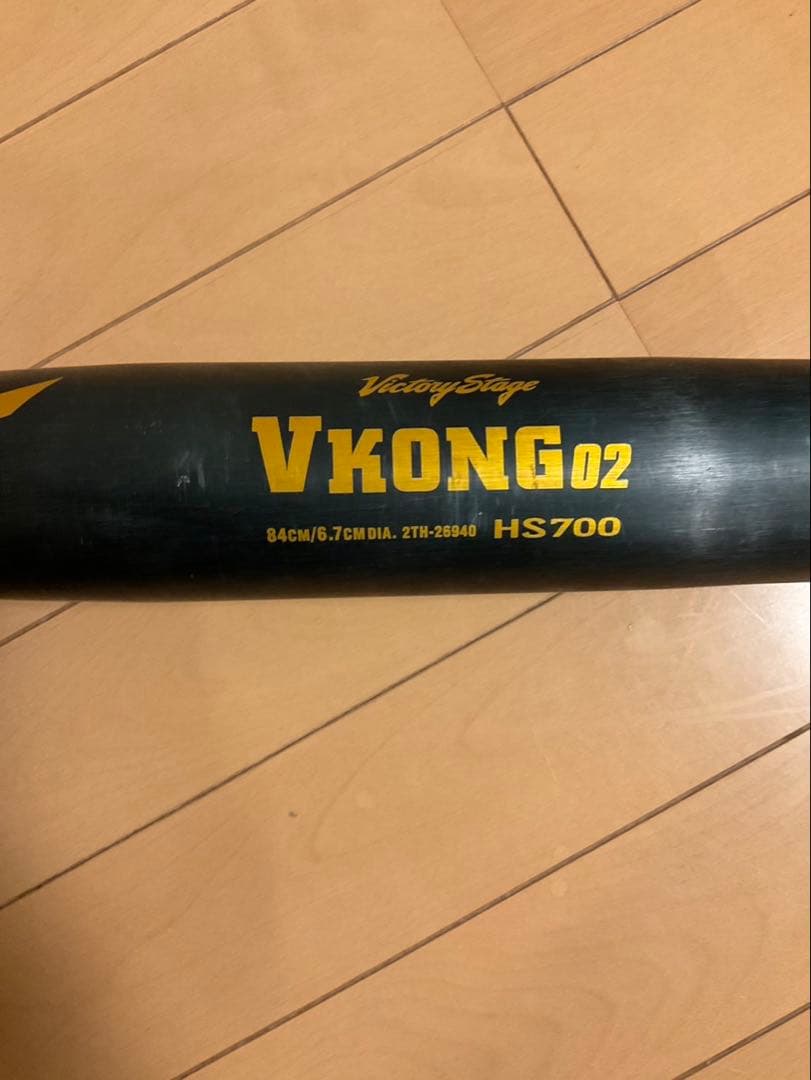 Victory Stage
VKONG02
84CM/6.7CMDIA. 2TH-26940 HS700